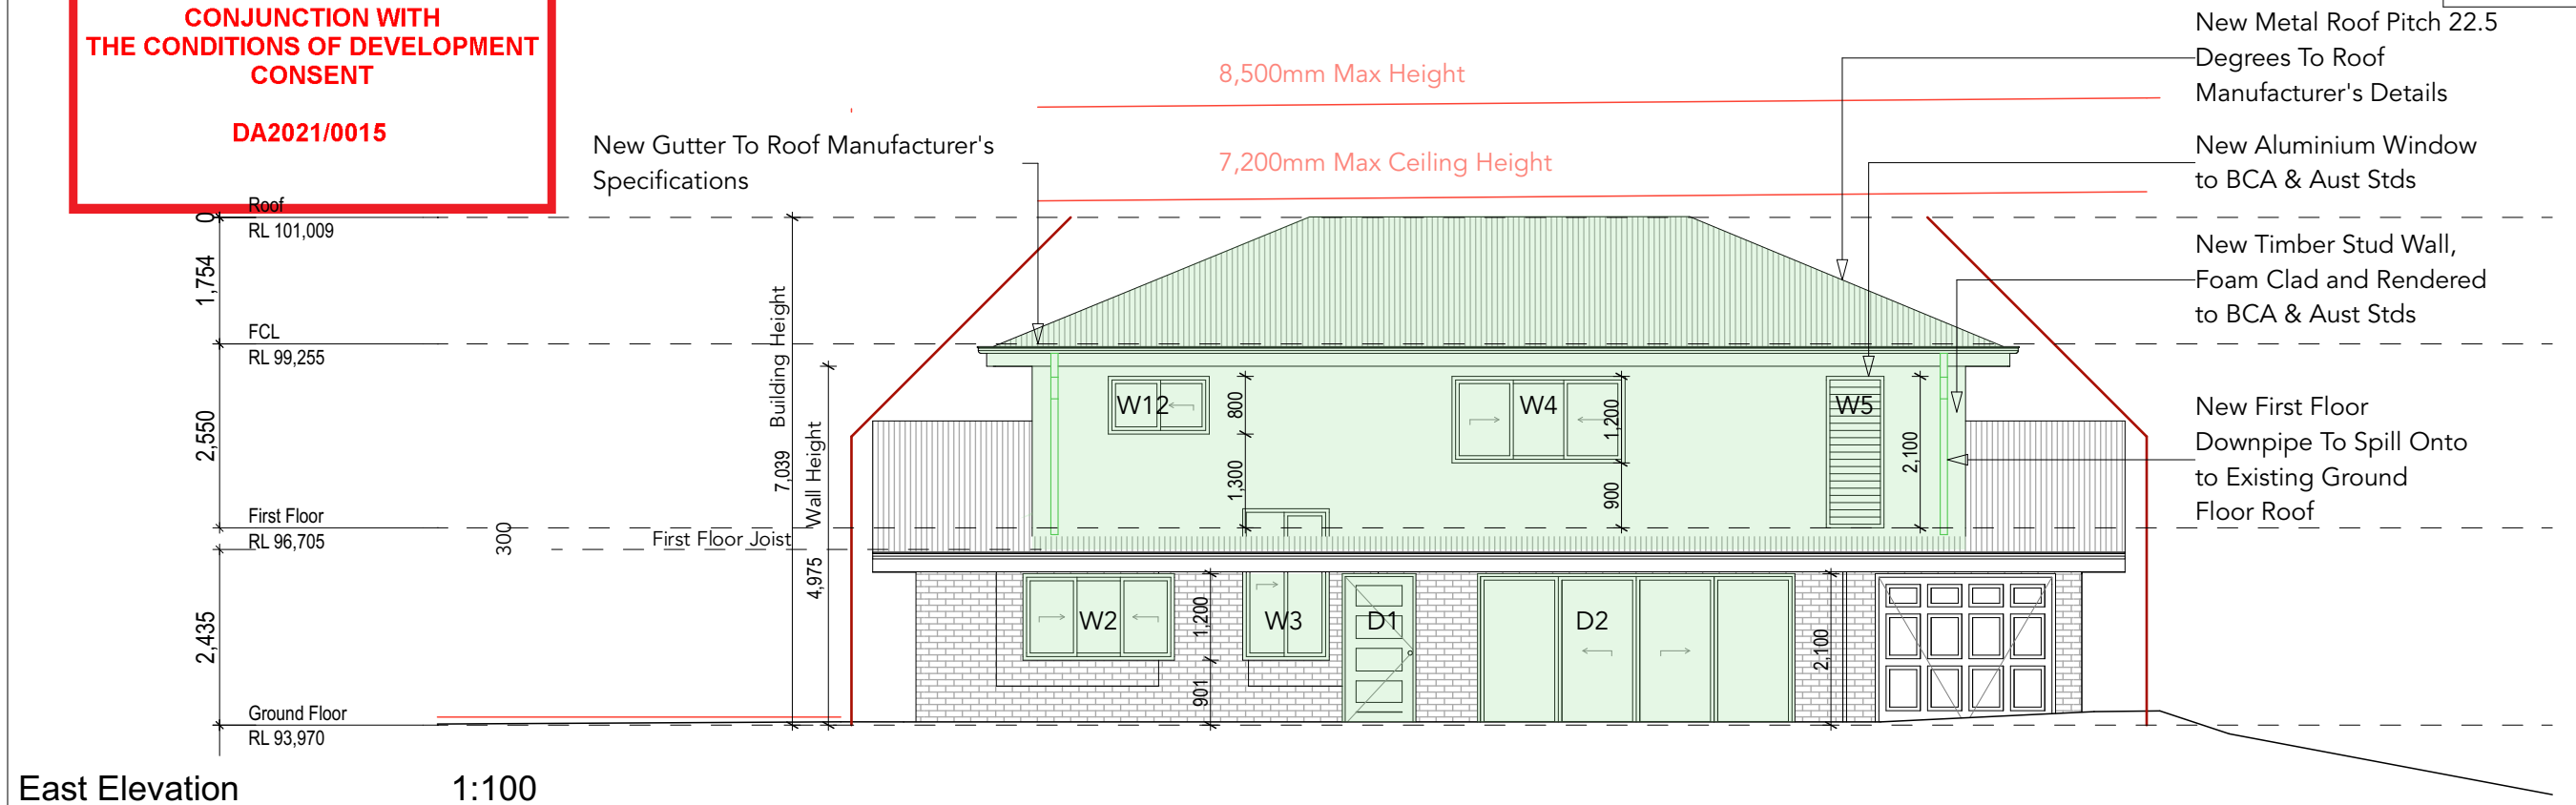 CONJUNCTION WITH
THE CONDITIONS OF DEVELOPMENT
CONSENT
DA2021/0015
New Metal Roof Pitch 22.5
Degrees To Roof
Manufacturer's Details
8,500mm Max Height
New Gutter To Roof Manufacturer's
Specifications
7,200mm Max Ceiling Height
New Aluminium Window
to BCA & Aust Stds
New Timber Stud Wall,
Foam Clad and Rendered
to BCA & Aust Stds
New First Floor
Downpipe To Spill Onto
to Existing Ground
Floor Roof
0
Roof
RL 101,009
1,754
FCL
RL 99,255
2,550
First Floor
RL 96,705
300
First Floor Joist
2,435
Ground Floor
RL 93,970
Building Height
7,039
Wall Height
4,975
W12
800
1,300
W4
1,200
900
W5
2,100
W2
1,200
901
W3
D1
D2
2,100
East Elevation 1:100